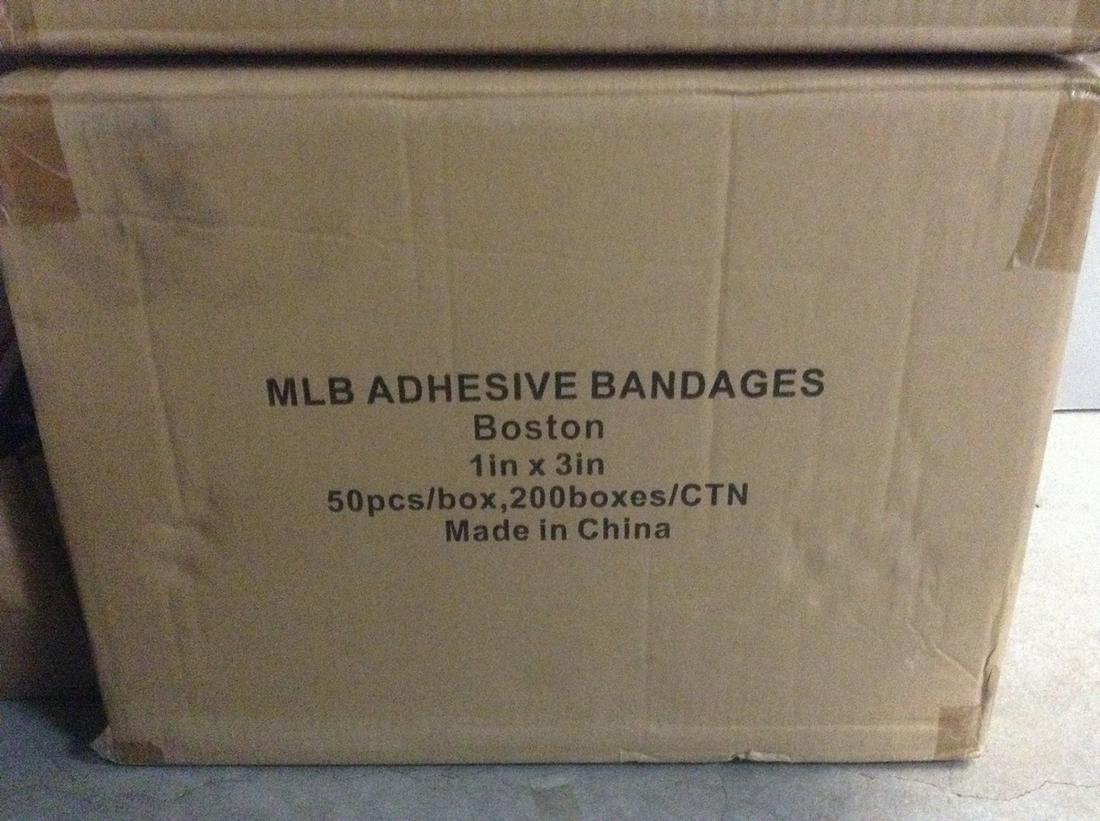 MLB ADHESIVE BANDAGES
Boston
1in x 3in
50pcs/box,200boxes/CTN
Made in China